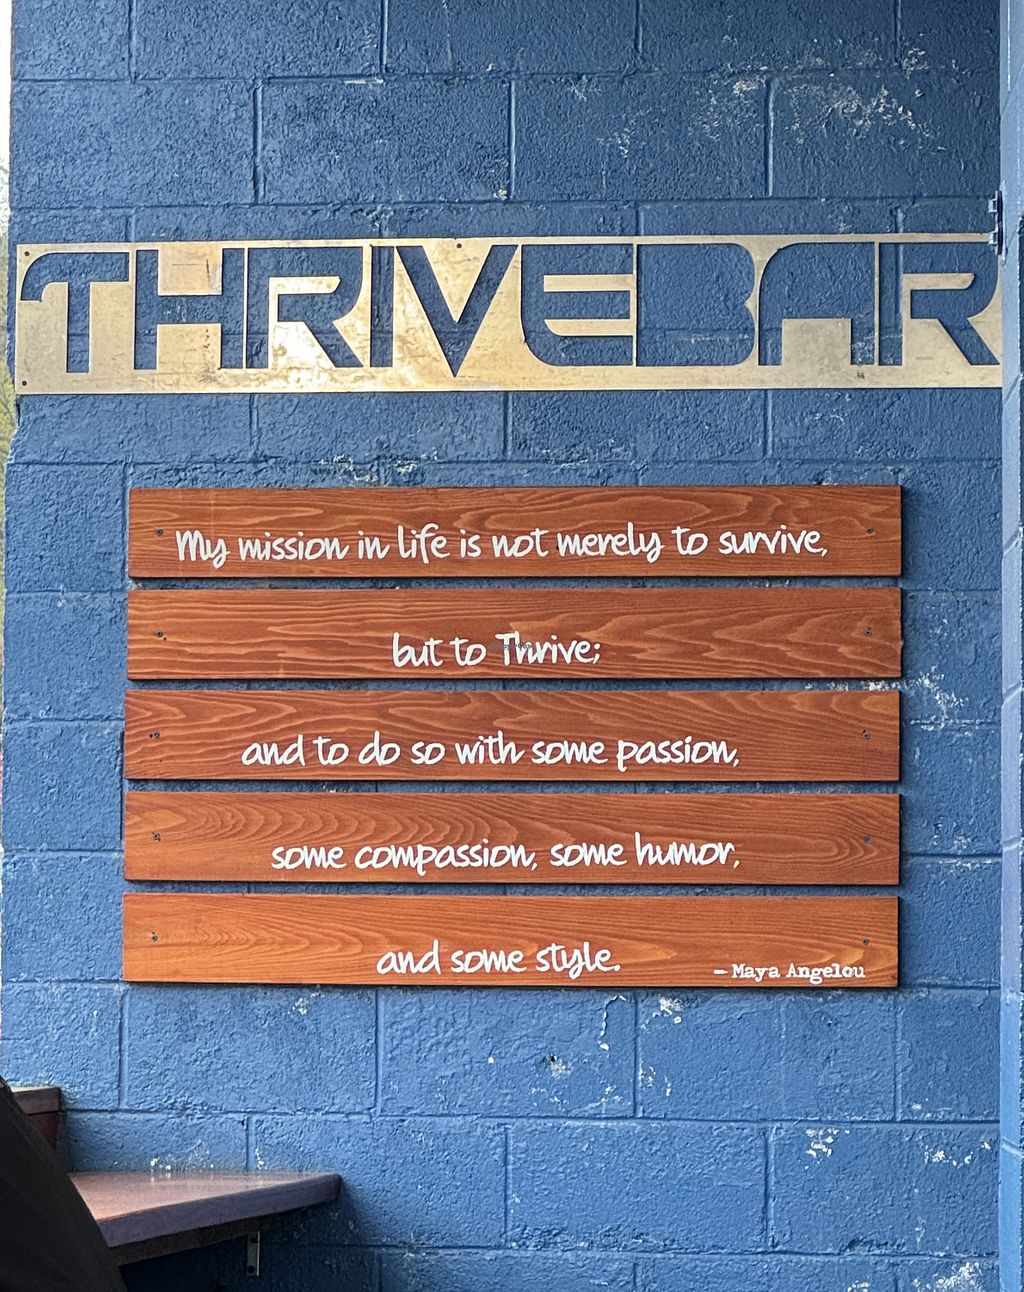 THRIVEBAR
My mission in life is not merely to survive,
but to Thrive;
and to do so with some passion,
some compassion, some humor,
and some style.
— Maya Angelou